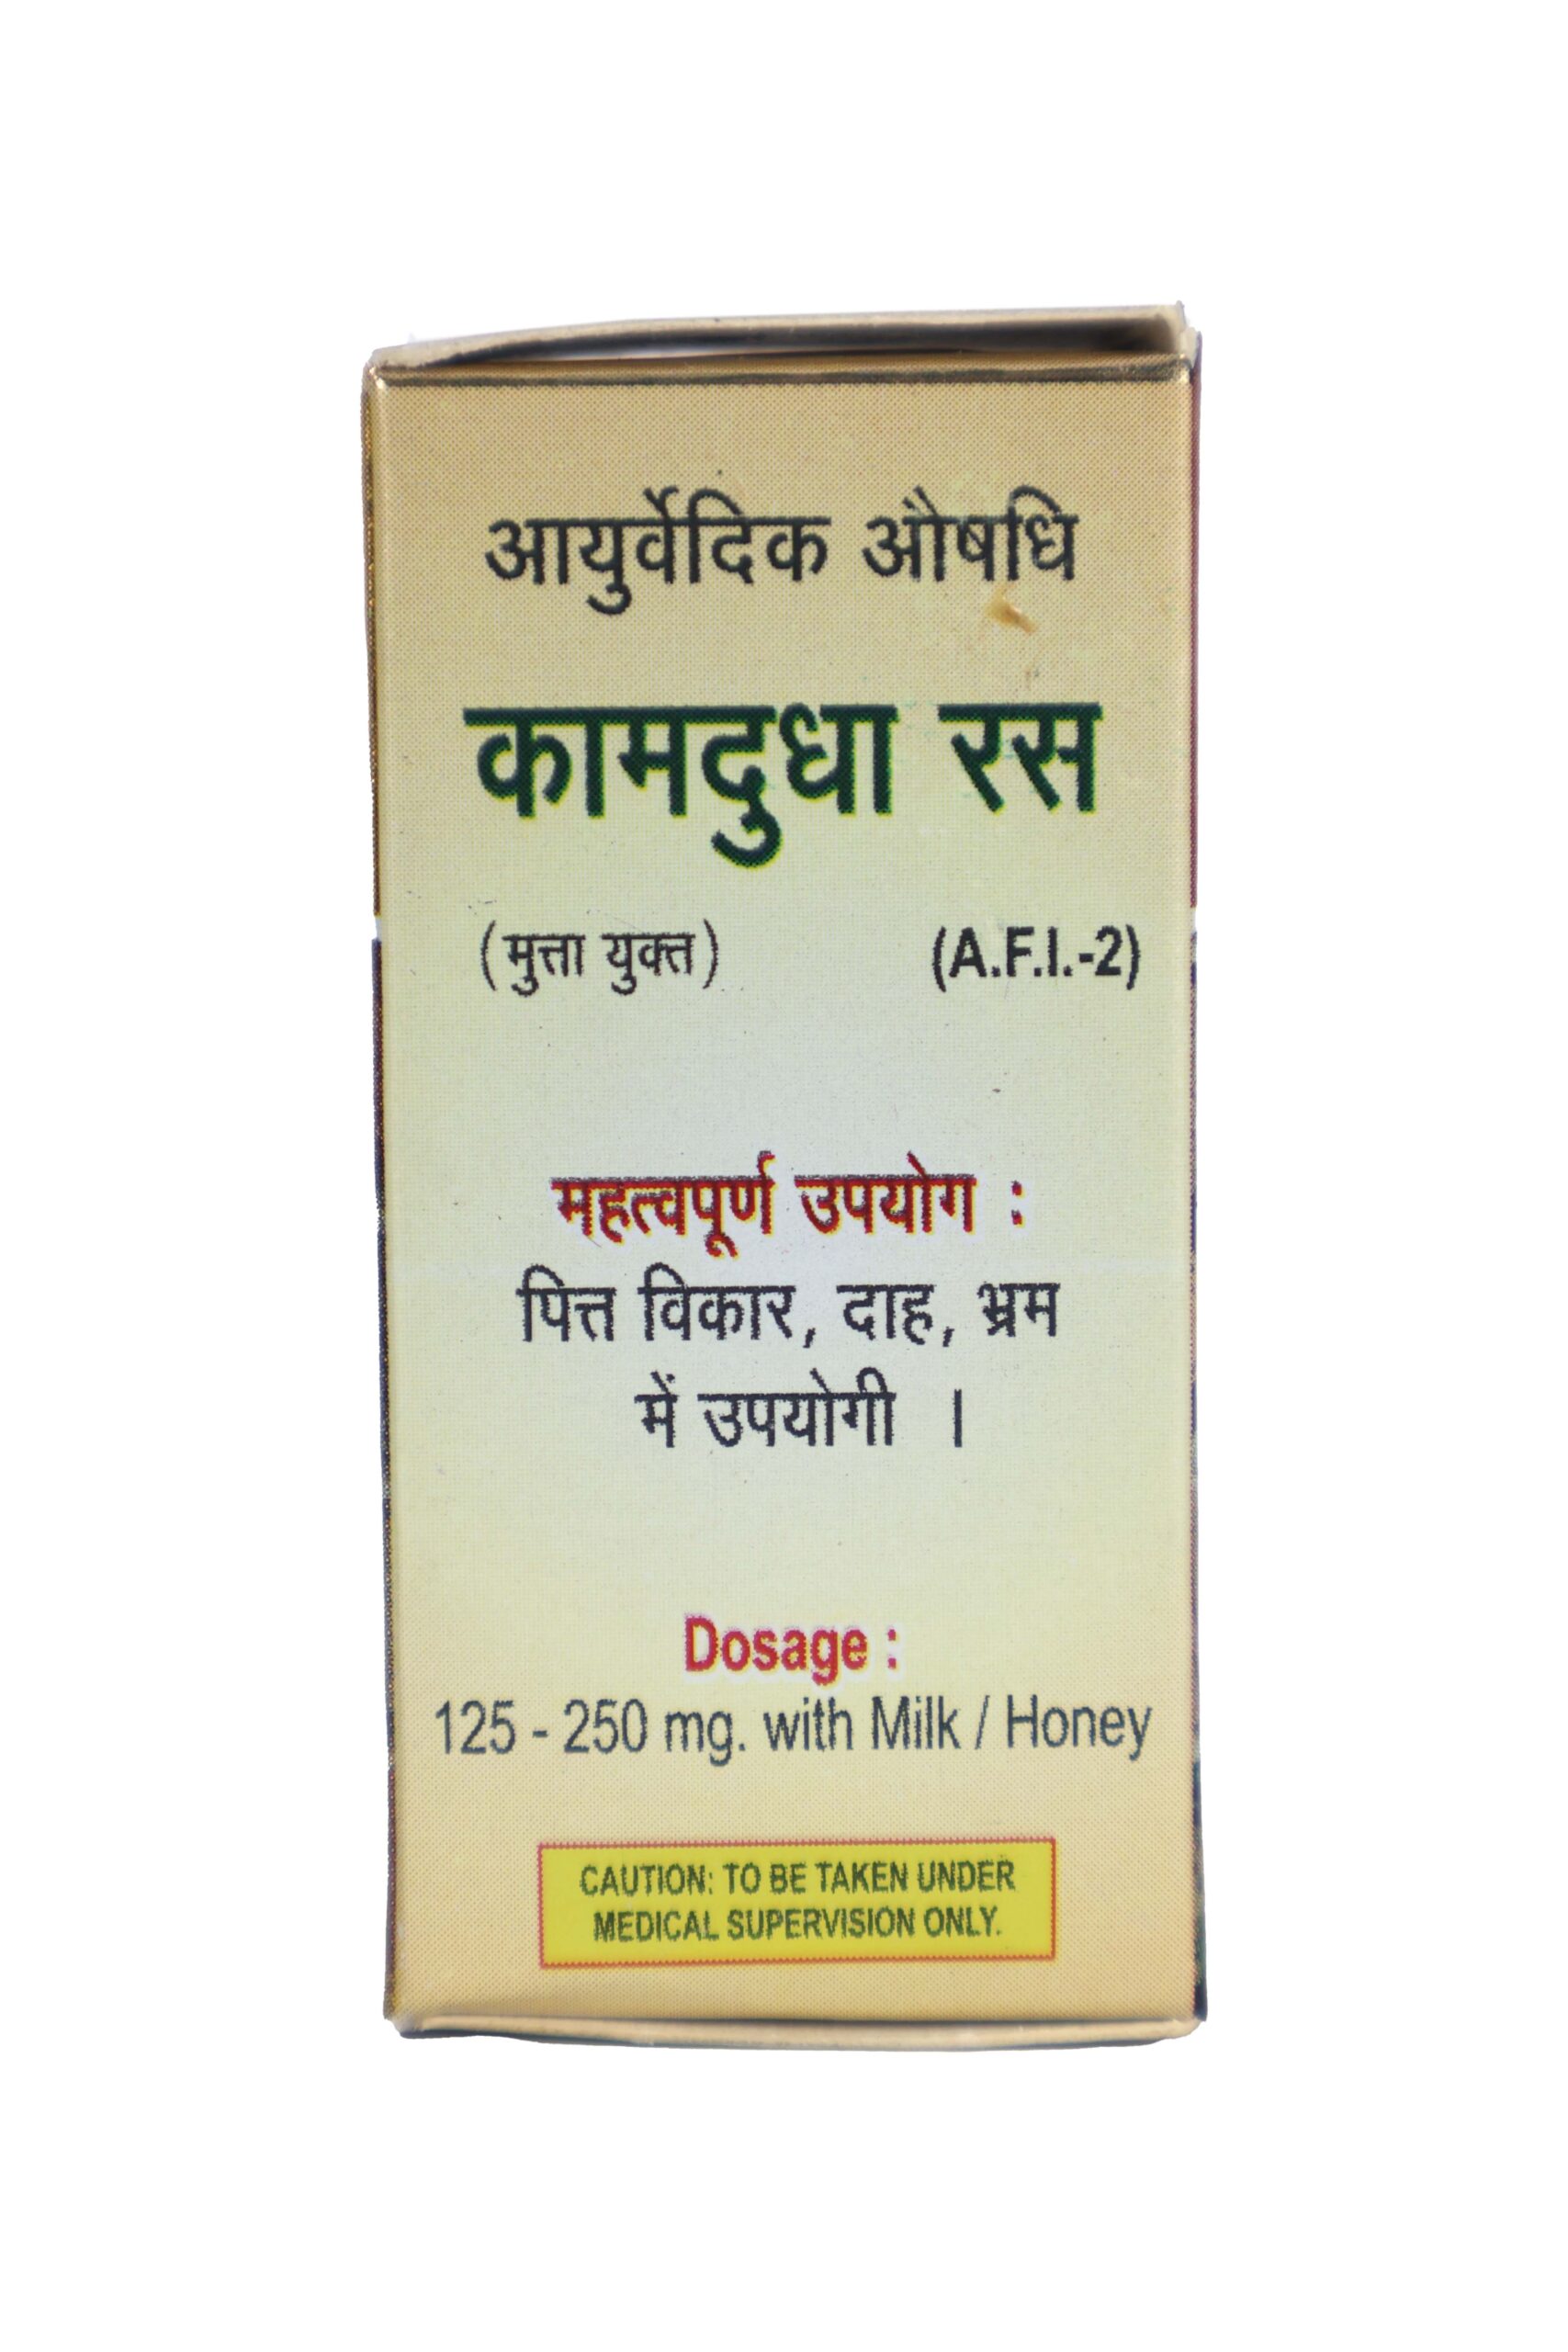 आयुर्वेदिक औषधि
कामदुधा रस
(मुत्ता युक्त) (A.F.I.-2)
महत्वपूर्ण उपयोग :
पित्त विकार, दाह, भ्रम
में उपयोगी ।
Dosage :
125 - 250 mg. with Milk / Honey
CAUTION: TO BE TAKEN UNDER
MEDICAL SUPERVISION ONLY.